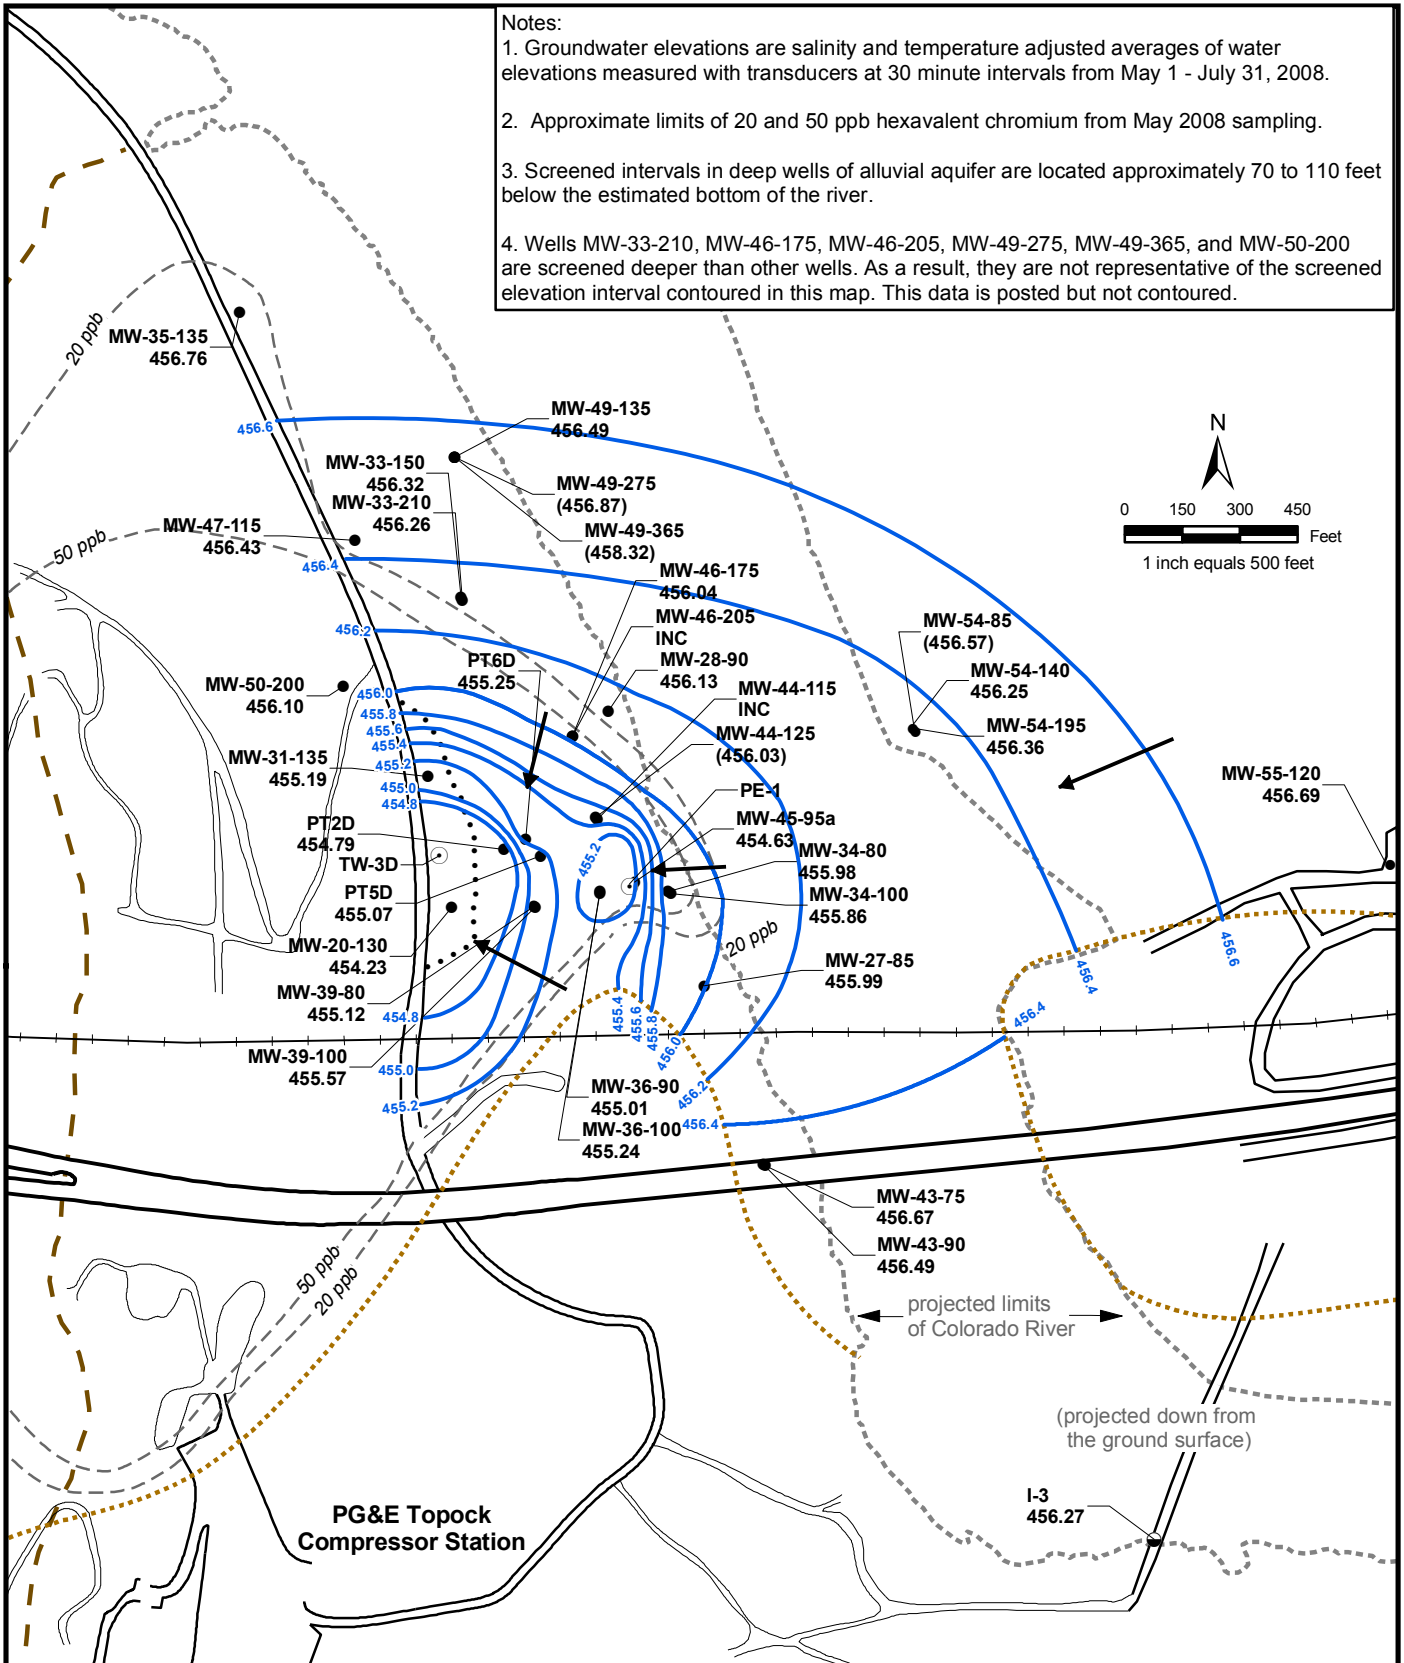 Notes:
1. Groundwater elevations are salinity and temperature adjusted averages of water
elevations measured with transducers at 30 minute intervals from May 1 - July 31, 2008.
2.  Approximate limits of 20 and 50 ppb hexavalent chromium from May 2008 sampling.
3. Screened intervals in deep wells of alluvial aquifer are located approximately 70 to 110 feet
below the estimated bottom of the river.
4. Wells MW-33-210, MW-46-175, MW-46-205, MW-49-275, MW-49-365, and MW-50-200
are screened deeper than other wells. As a result, they are not representative of the screened
elevation interval contoured in this map. This data is posted but not contoured.
20 ppb
MW-35-135
456.76
456.6
MW-49-135
456.49
N
MW-33-150
456.32
MW-49-275
(456.87)
MW-33-210
456.26
MW-49-365
(458.32)
0 150 300 450
Feet
1 inch equals 500 feet
50 ppb
MW-47-115
456.43
456.4
MW-46-175
456.04
MW-46-205
INC
456.2
MW-54-85
(456.57)
PT6D
455.25
MW-28-90
456.13
MW-54-140
456.25
MW-50-200
456.10
456.0
MW-44-115
INC
455.8
455.6
455.4
MW-44-125
(456.03)
MW-54-195
456.36
MW-31-135
455.19
455.2
455.0
454.8
PE-1
MW-55-120
456.69
PT2D
454.79
MW-45-95a
454.63
TW-3D
455.2
MW-34-80
455.98
PT5D
455.07
MW-34-100
455.86
MW-20-130
454.23
20 ppb
456.6
MW-27-85
455.99
456.4
MW-39-80
455.12
454.8
455.4
455.6
455.8
456.0
456.4
MW-39-100
455.57
455.0
455.2
MW-36-90
455.01
456.2
MW-36-100
455.24
456.4
MW-43-75
456.67
MW-43-90
456.49
50 ppb
20 ppb
projected limits
of Colorado River
(projected down from
the ground surface)
I-3
456.27
PG&E Topock
Compressor Station